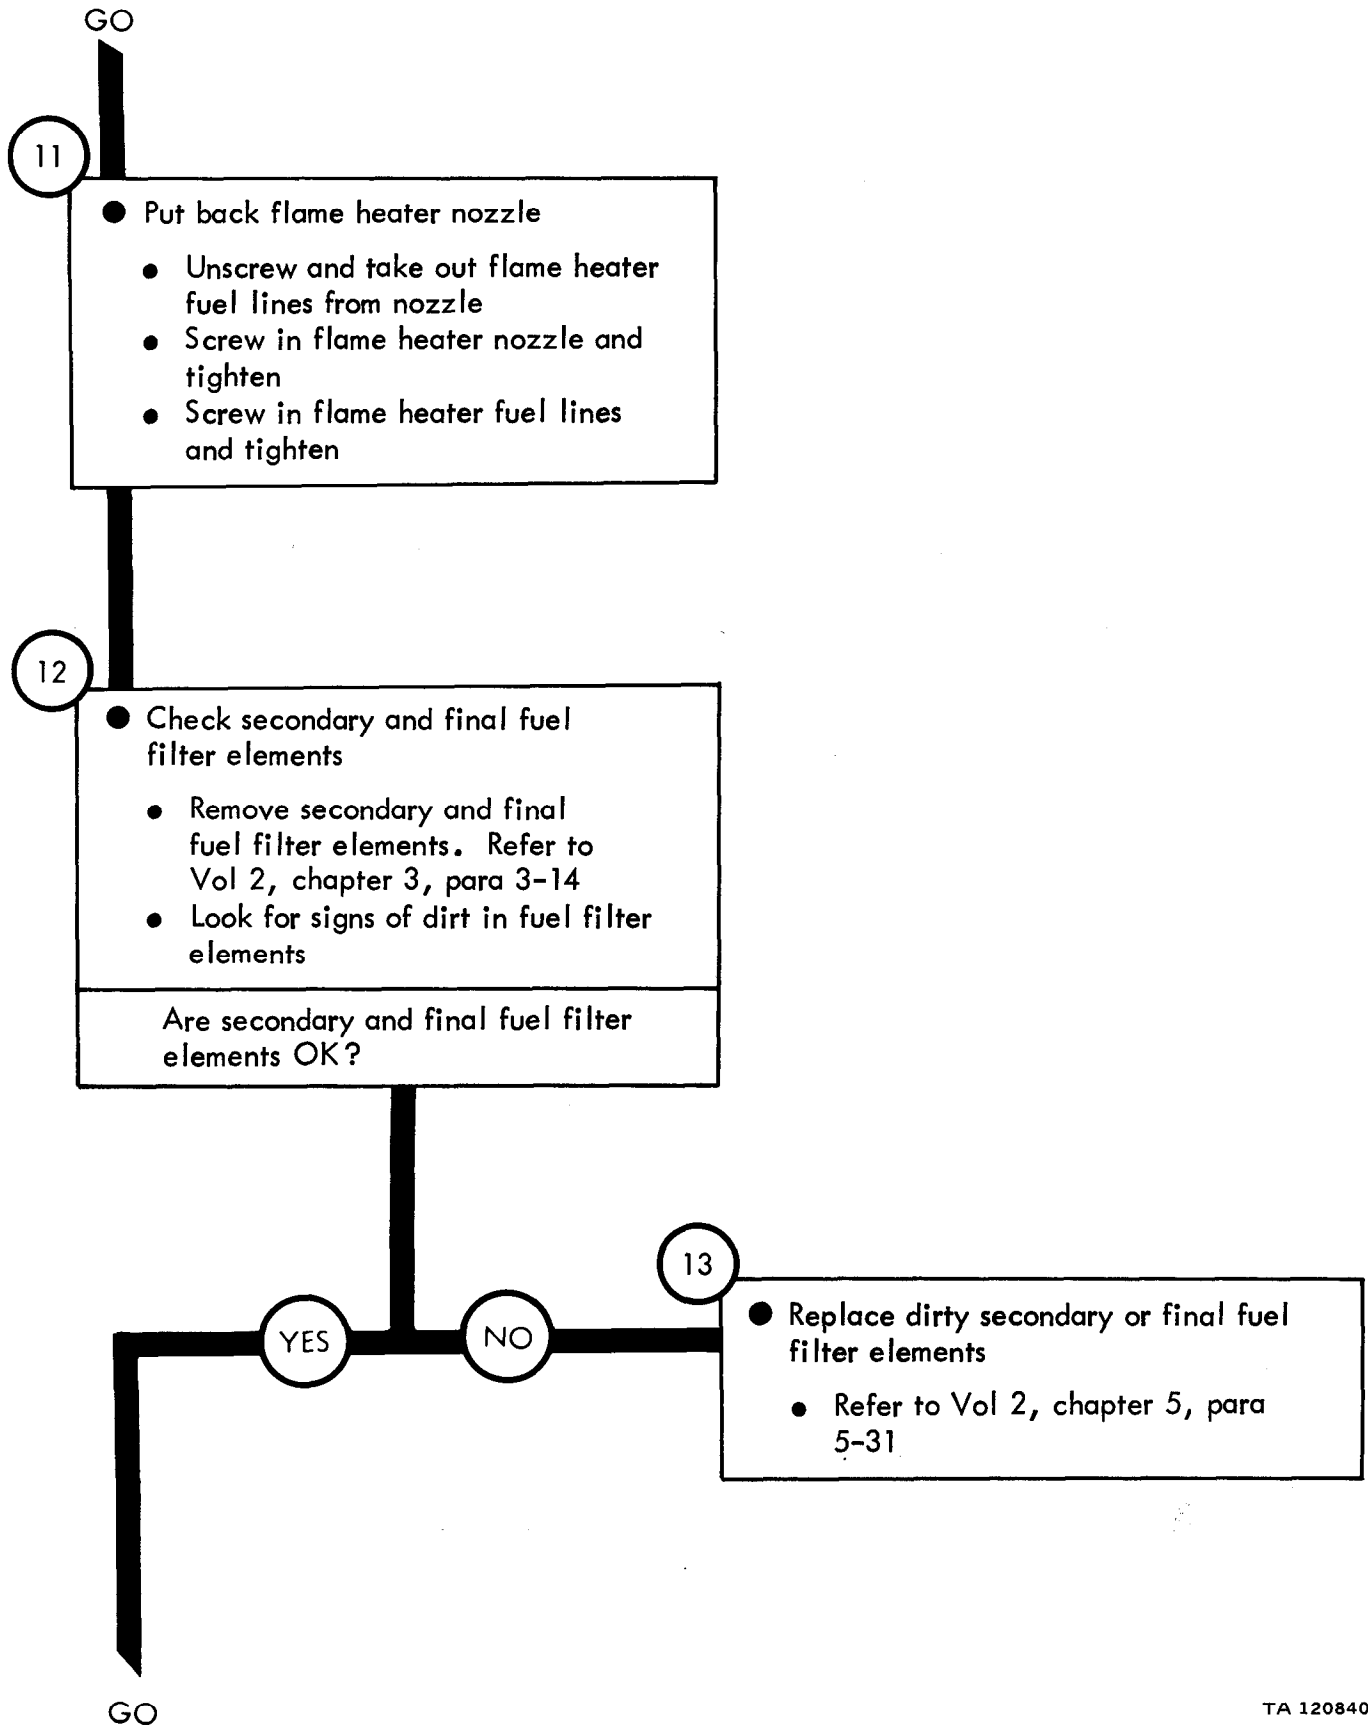 GO
11
● Put back flame heater nozzle
● Unscrew and take out flame heater
fuel lines from nozzle
● Screw in flame heater nozzle and
tighten
● Screw in flame heater fuel lines
and tighten
12
● Check secondary and final fuel
filter elements
● Remove secondary and final
fuel filter elements. Refer to
Vol 2, chapter 3, para 3-14
● Look for signs of dirt in fuel filter
elements
Are secondary and final fuel filter
elements OK?
YES
NO
13
● Replace dirty secondary or final fuel
filter elements
● Refer to Vol 2, chapter 5, para
5-31
GO
TA 120840